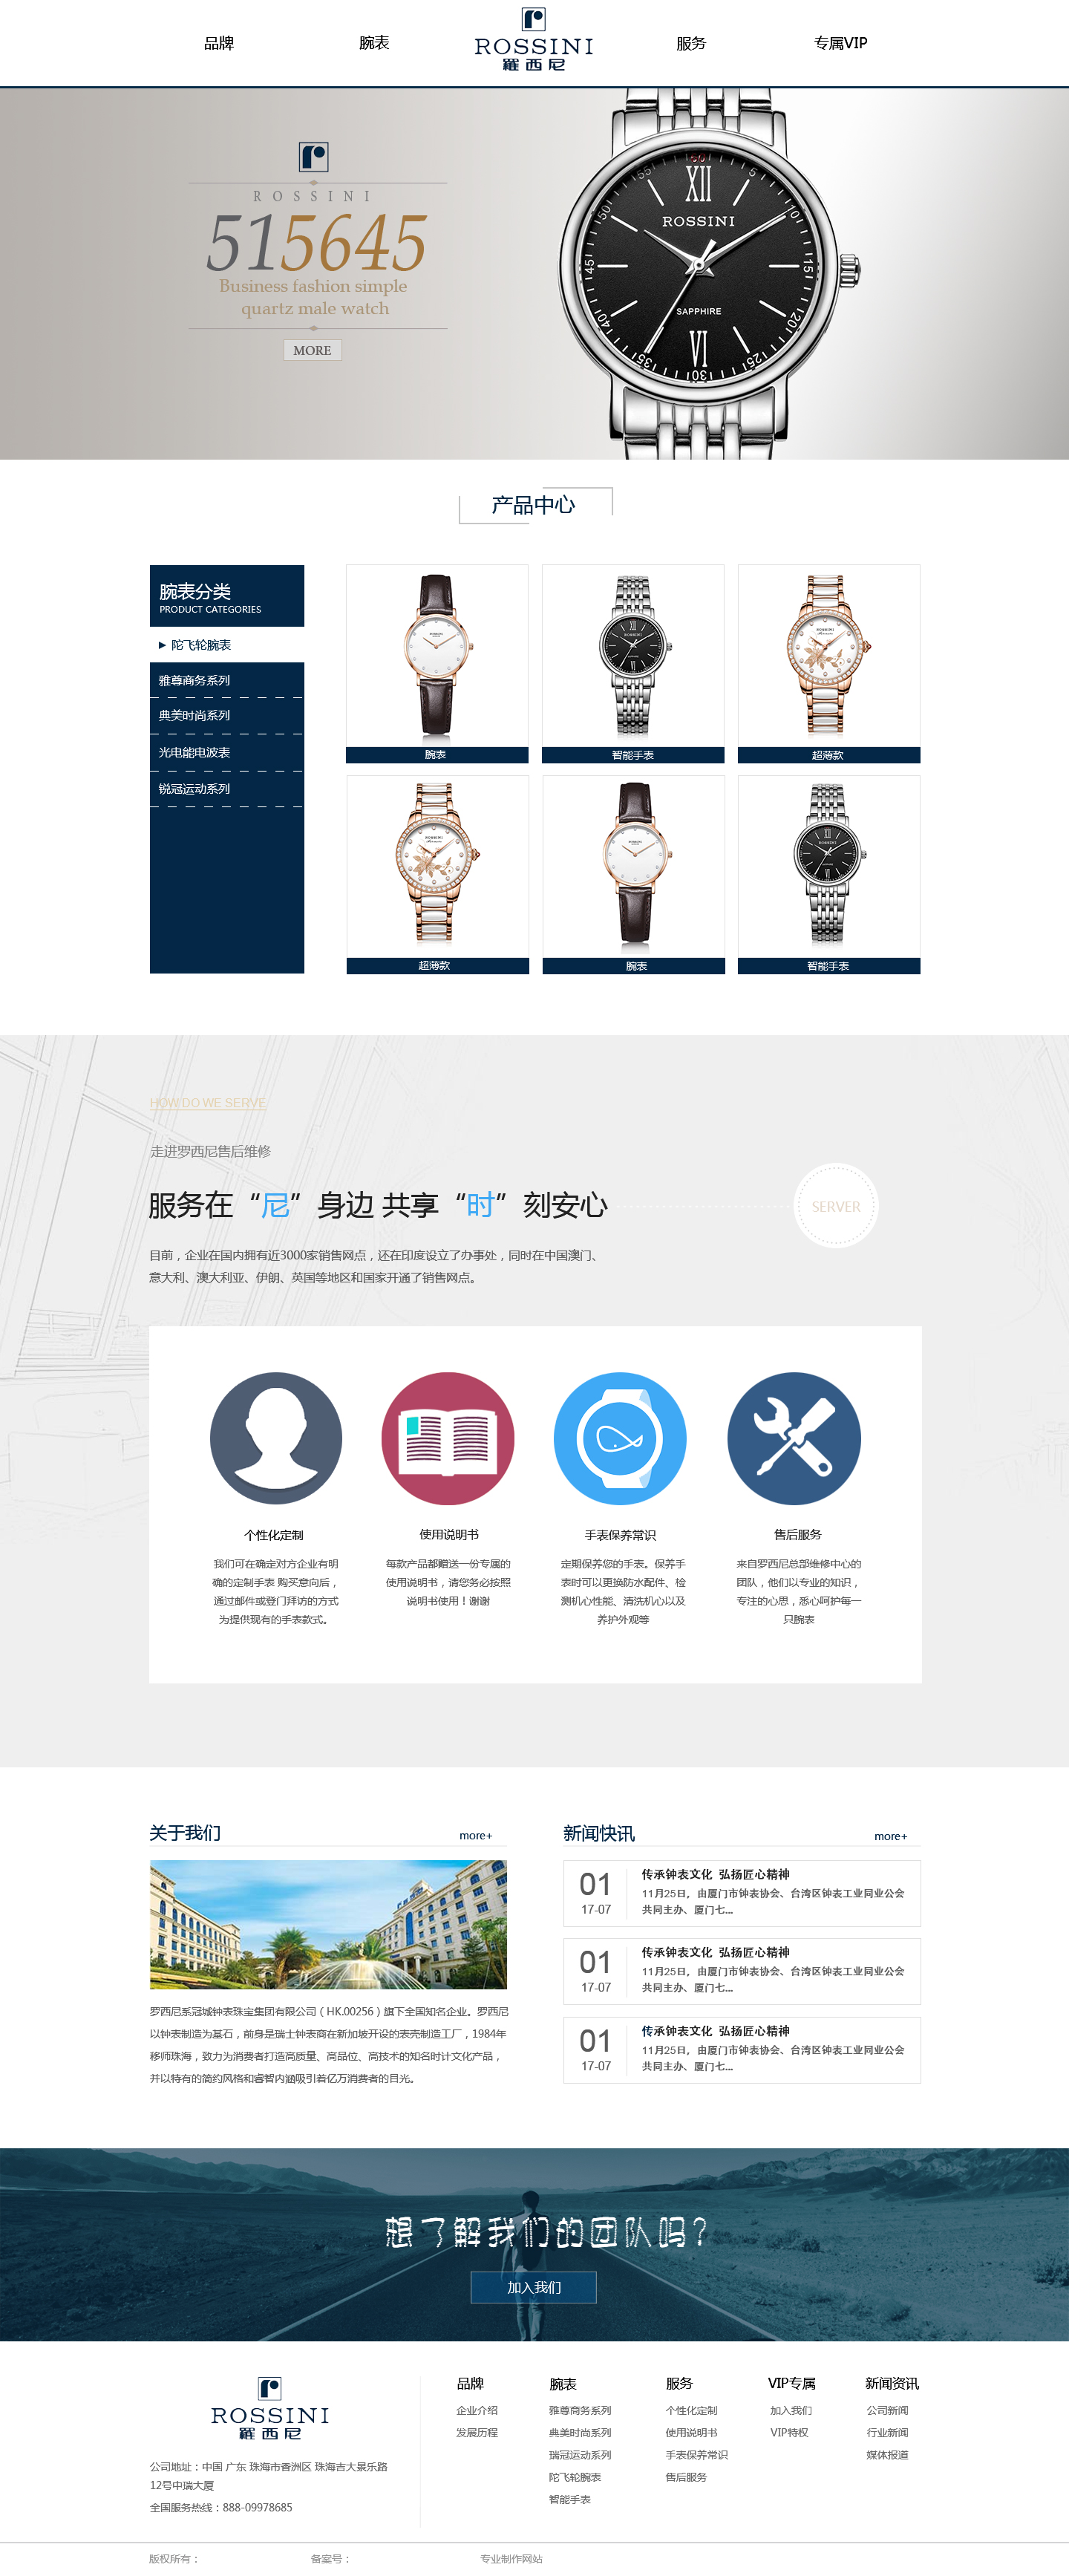 品牌
腕表
ROSSINI
羅西尼
服务
专属VIP
ROSSINI
515645
Business fashion simple
quartz male watch
MORE
XII
ROSSINI
SAPPHIRE
VI
产品中心
腕表分类
PRODUCT CATEGORIES
陀飞轮腕表
雅尊商务系列
典美时尚系列
光电能电波表
锐冠运动系列
腕表
智能手表
超薄款
超薄款
腕表
智能手表
HOW DO WE SERVE
走进罗西尼售后维修
服务在“尼”身边 共享“时”刻安心
SERVER
目前，企业在国内拥有近3000家销售网点，还在印度设立了办事处，同时在中国澳门、
意大利、澳大利亚、伊朗、英国等地区和国家开通了销售网点。
个性化定制
我们可在确定对方企业有明
确的定制手表 购买意向后，
通过邮件或登门拜访的方式
为提供现有的手表款式。
使用说明书
每款产品都赠送一份专属的
使用说明书，请您务必按照
说明书使用！谢谢
手表保养常识
定期保养您的手表。保养手
表时可以更换防水配件、检
测机心性能、清洗机心以及
养护外观等
售后服务
来自罗西尼总部维修中心的
团队，他们以专业的知识，
专注的心思，悉心呵护每一
只腕表
关于我们
more+
罗西尼系冠城钟表珠宝集团有限公司（HK.00256）旗下全国知名企业。罗西尼
以钟表制造为基石，前身是瑞士钟表商在新加坡开设的表壳制造工厂，1984年
移师珠海，致力为消费者打造高质量、高品位、高技术的知名时计文化产品，
并以特有的简约风格和睿智内涵吸引着亿万消费者的目光。
新闻快讯
more+
01
17-07
传承钟表文化 弘扬匠心精神
11月25日，由厦门市钟表协会、台湾区钟表工业同业公会
共同主办、厦门七...
01
17-07
传承钟表文化 弘扬匠心精神
11月25日，由厦门市钟表协会、台湾区钟表工业同业公会
共同主办、厦门七...
01
17-07
传承钟表文化 弘扬匠心精神
11月25日，由厦门市钟表协会、台湾区钟表工业同业公会
共同主办、厦门七...
想了解我们的团队吗？
加入我们
ROSSINI
羅西尼
公司地址：中国 广东 珠海市香洲区 珠海吉大景乐路
12号中瑞大厦
全国服务热线：888-09978685
品牌
企业介绍
发展历程
腕表
雅尊商务系列
典美时尚系列
瑞冠运动系列
陀飞轮腕表
智能手表
服务
个性化定制
使用说明书
手表保养常识
售后服务
VIP专属
加入我们
VIP特权
新闻资讯
公司新闻
行业新闻
媒体报道
版权所有：
备案号：
专业制作网站